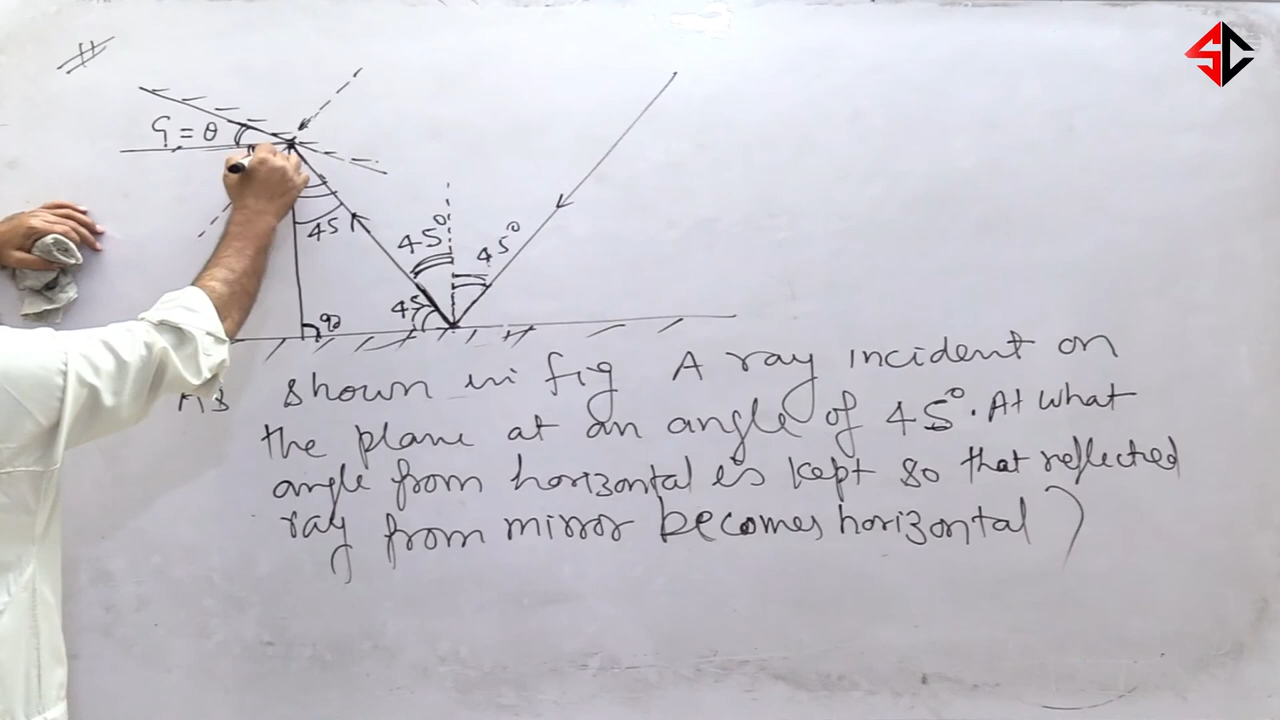 SC
#
G = θ
45
45°
45°
45
90
shown in fig A ray incident on
the plane at an angle of 45°. At what
angle from horizontal is kept so that reflected
ray from mirror becomes horizontal )